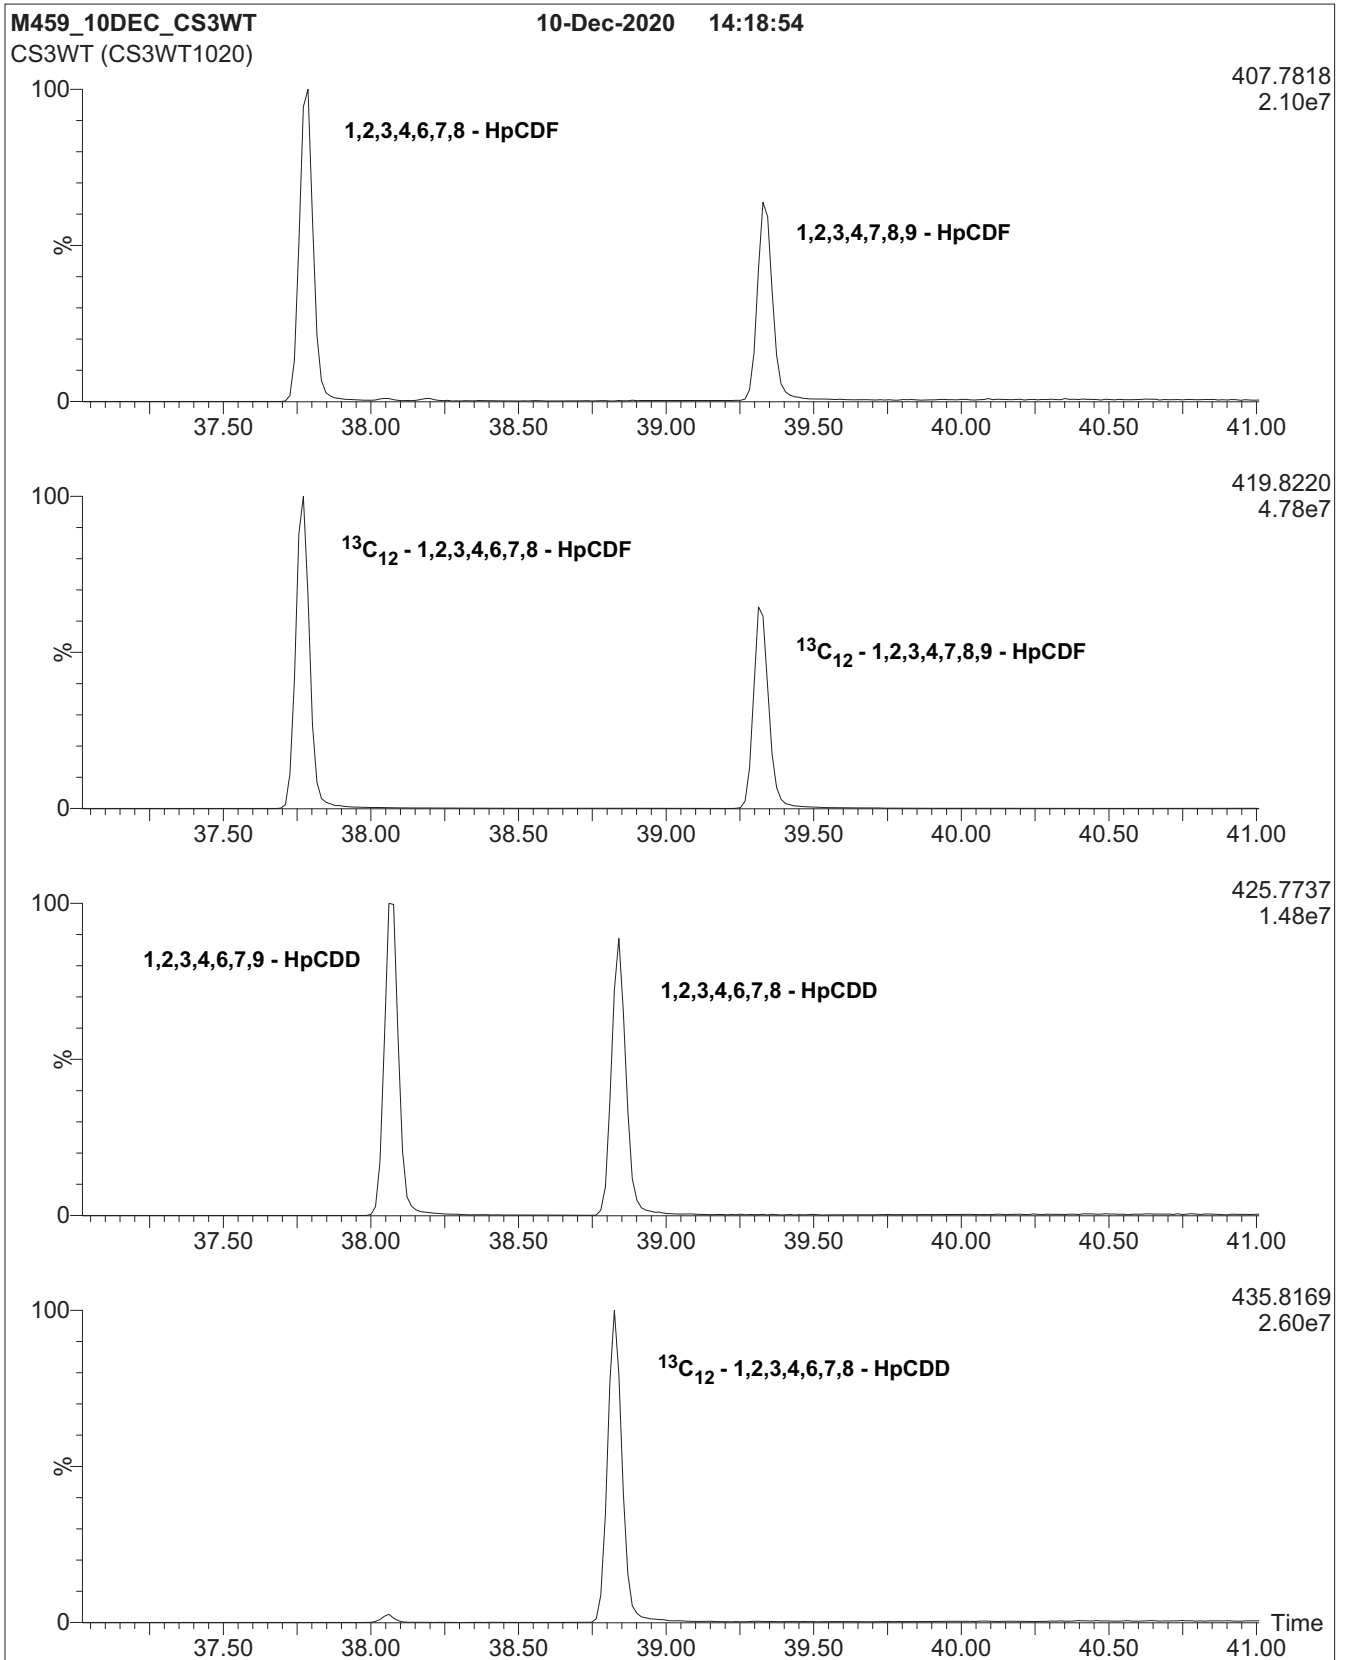 M459_10DEC_CS3WT 10-Dec-2020 14:18:54
CS3WT (CS3WT1020)
407.7818
2.10e7
100
1,2,3,4,6,7,8 - HpCDF
1,2,3,4,7,8,9 - HpCDF
%
0
37.50 38.00 38.50 39.00 39.50 40.00 40.50 41.00
419.8220
4.78e7
100
¹³C₁₂ - 1,2,3,4,6,7,8 - HpCDF
¹³C₁₂ - 1,2,3,4,7,8,9 - HpCDF
%
0
37.50 38.00 38.50 39.00 39.50 40.00 40.50 41.00
425.7737
1.48e7
100
1,2,3,4,6,7,9 - HpCDD
1,2,3,4,6,7,8 - HpCDD
%
0
37.50 38.00 38.50 39.00 39.50 40.00 40.50 41.00
435.8169
2.60e7
100
¹³C₁₂ - 1,2,3,4,6,7,8 - HpCDD
%
0
Time
37.50 38.00 38.50 39.00 39.50 40.00 40.50 41.00